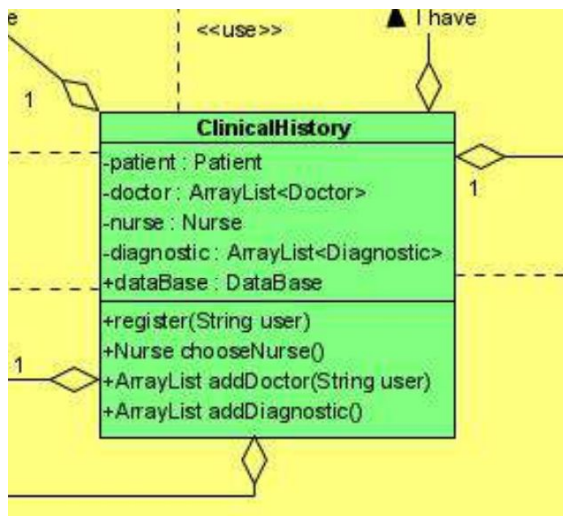 e
<<use>>
I have
1
ClinicalHistory
-patient : Patient
-doctor : ArrayList<Doctor>
1
-nurse : Nurse
-diagnostic : ArrayList<Diagnostic>
+dataBase : DataBase
+register(String user)
+Nurse chooseNurse()
1
+ArrayList addDoctor(String user)
+ArrayList addDiagnostic()